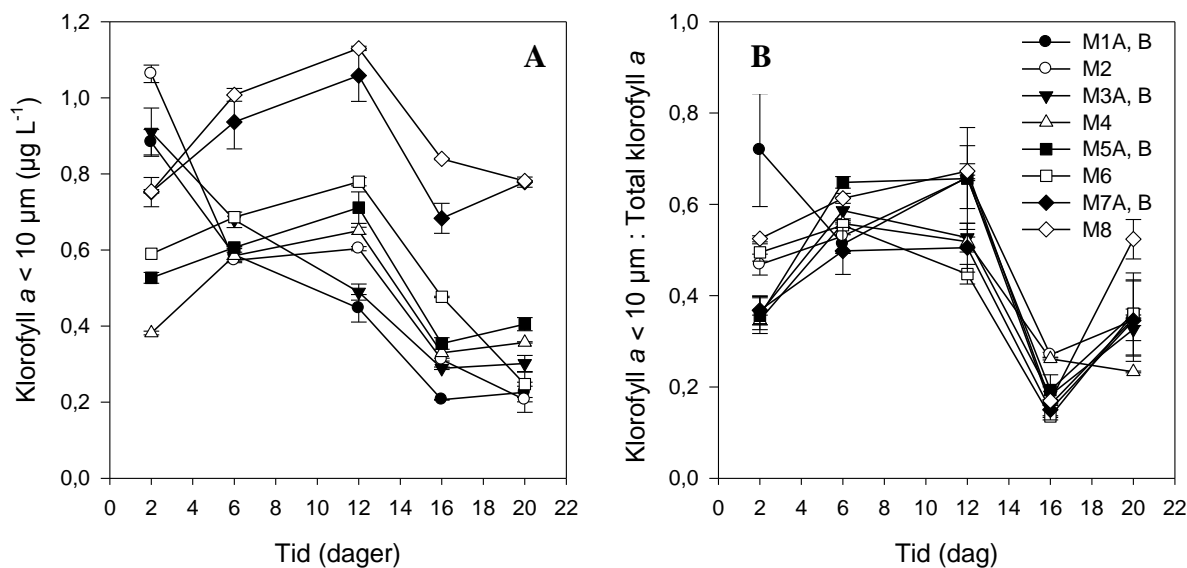 Klorofyll a < 10 µm (µg L⁻¹)
1,2
1,0
0,8
0,6
0,4
0,2
0,0
A
0 2 4 6 8 10 12 14 16 18 20 22
Tid (dager)
Klorofyll a < 10 µm : Total klorofyll a
1,0
0,8
0,6
0,4
0,2
0,0
B
M1A, B
M2
M3A, B
M4
M5A, B
M6
M7A, B
M8
0 2 4 6 8 10 12 14 16 18 20 22
Tid (dag)